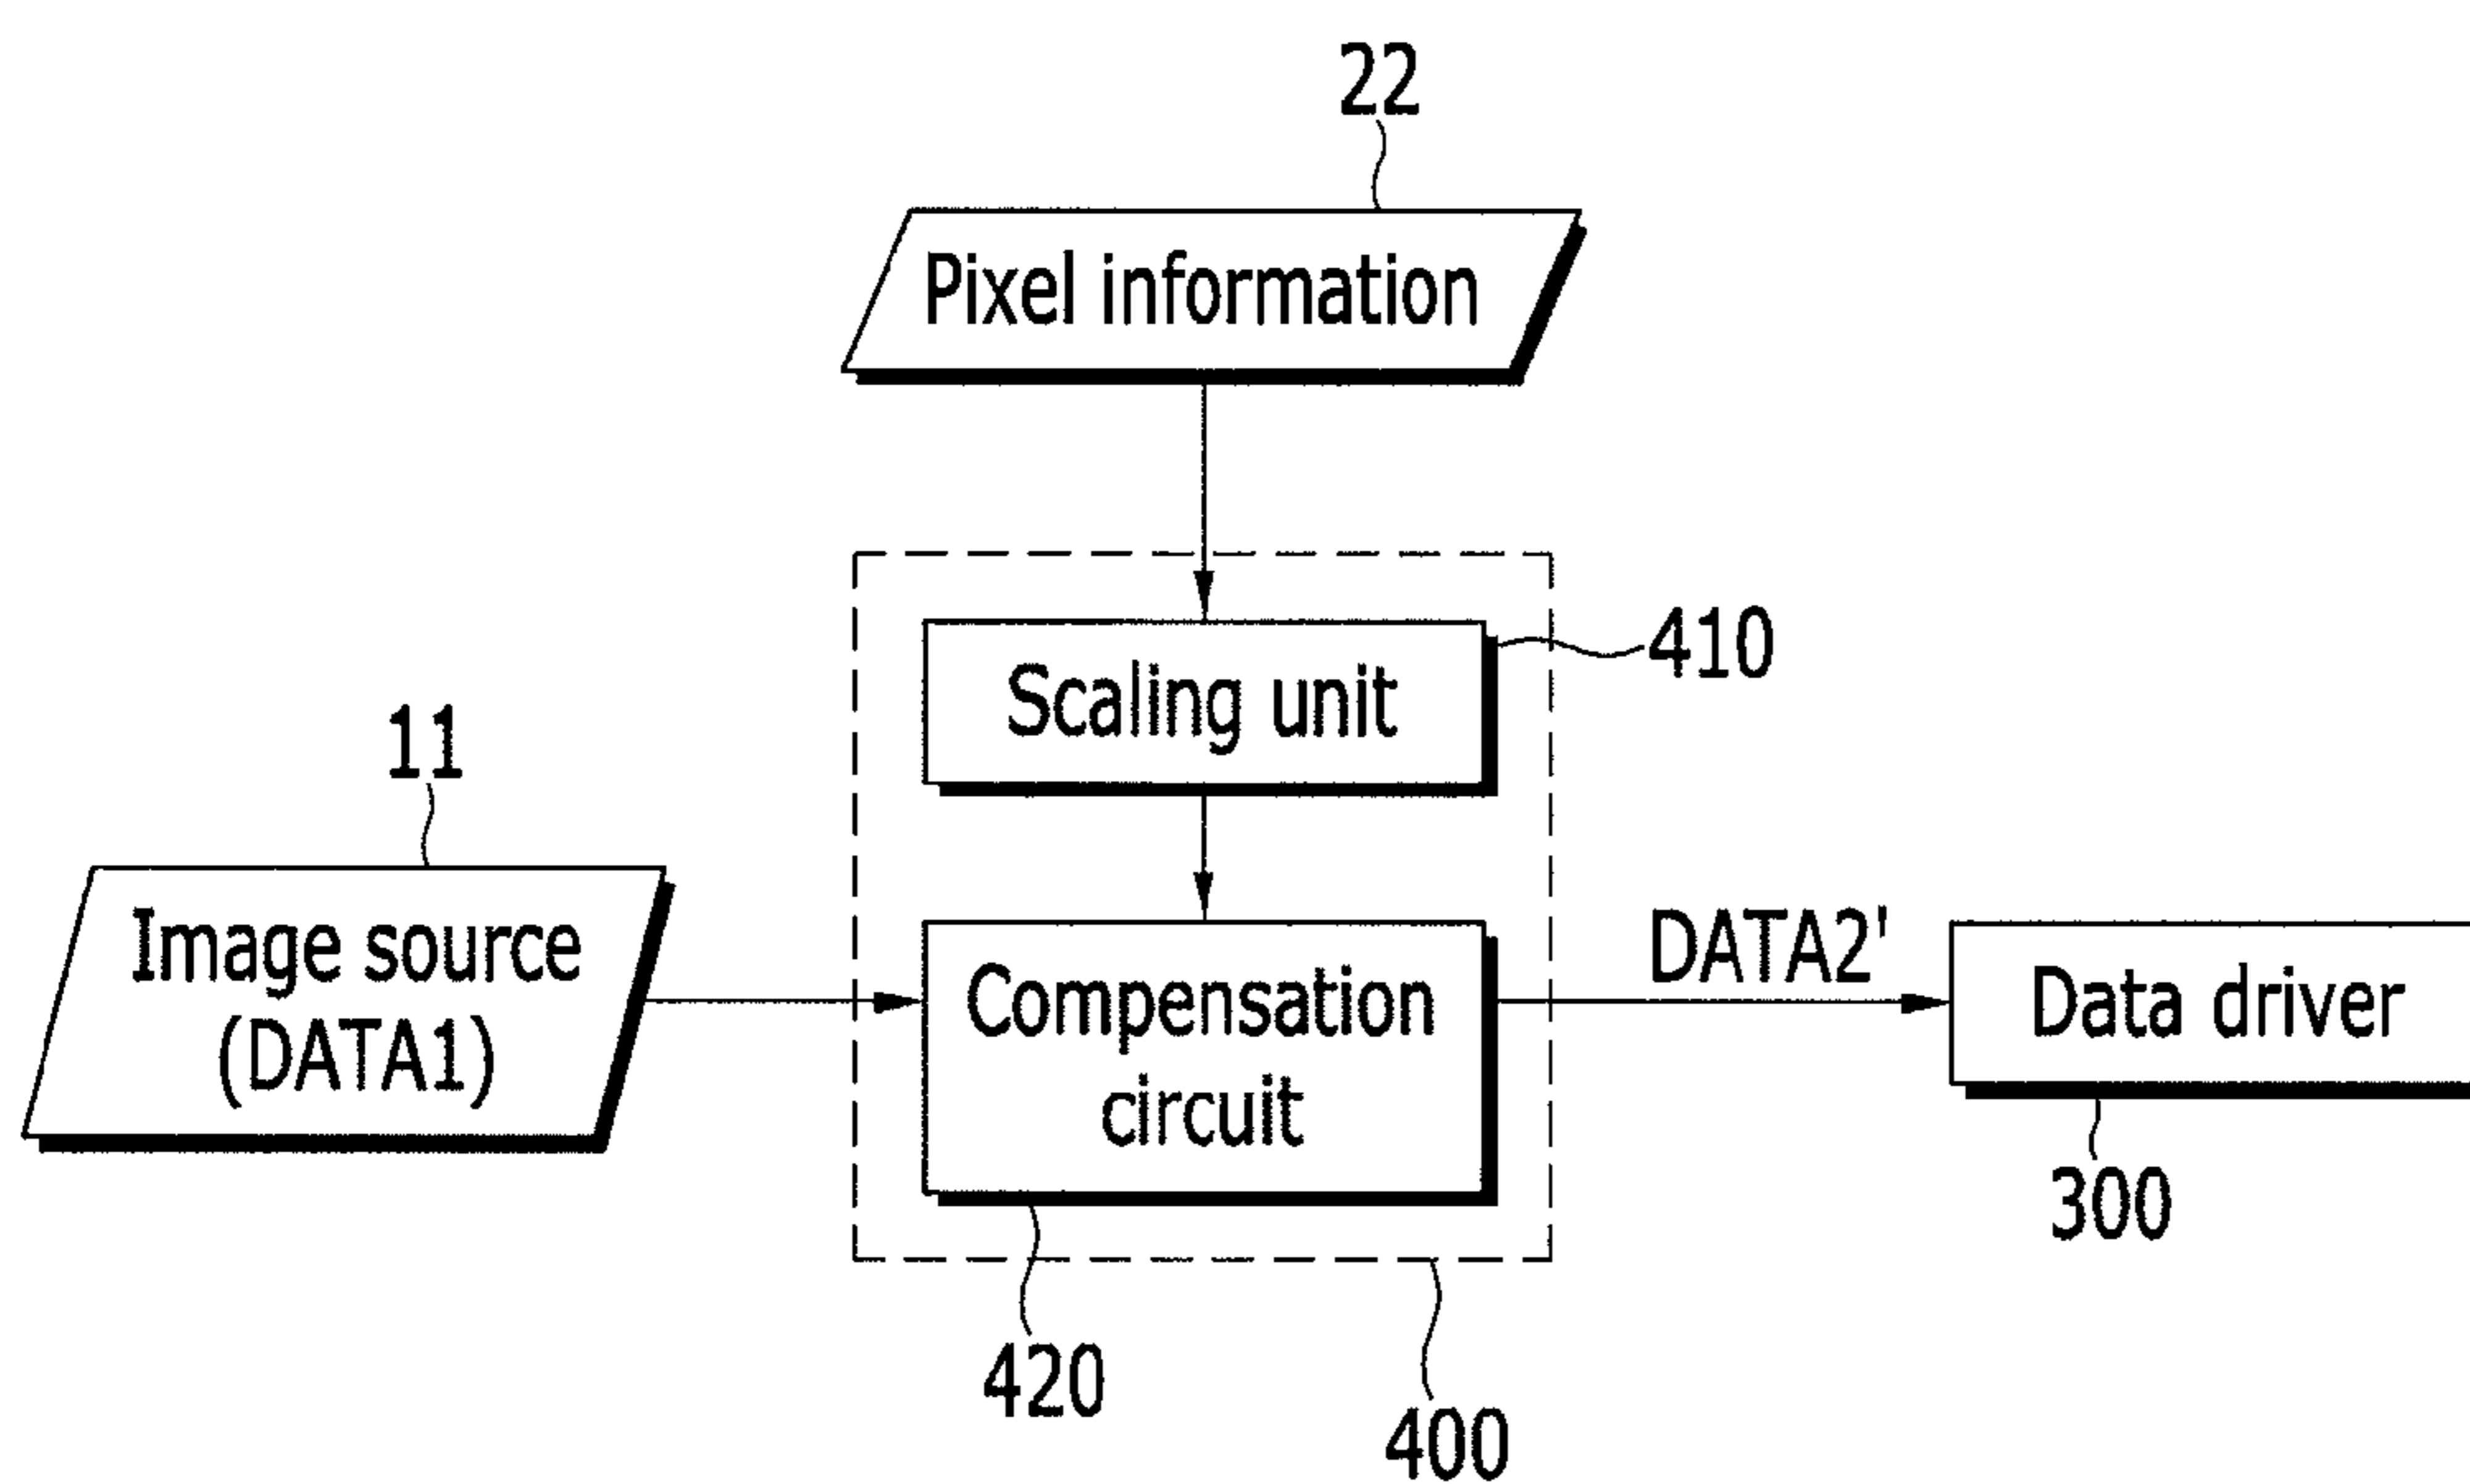 22
Pixel information
Scaling unit
410
11
Image source
(DATA1)
Compensation
circuit
DATA2'
Data driver
300
420
400